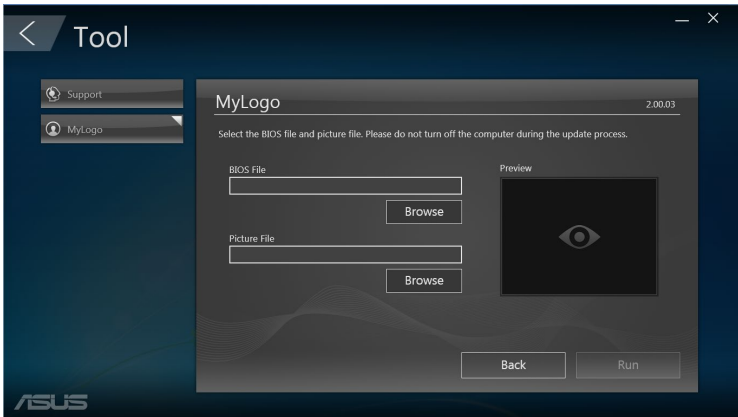 Tool
Support
MyLogo
MyLogo
2.00.03
Select the BIOS file and picture file. Please do not turn off the computer during the update process.
BIOS File
Browse
Picture File
Browse
Preview
Back
Run
ASUS